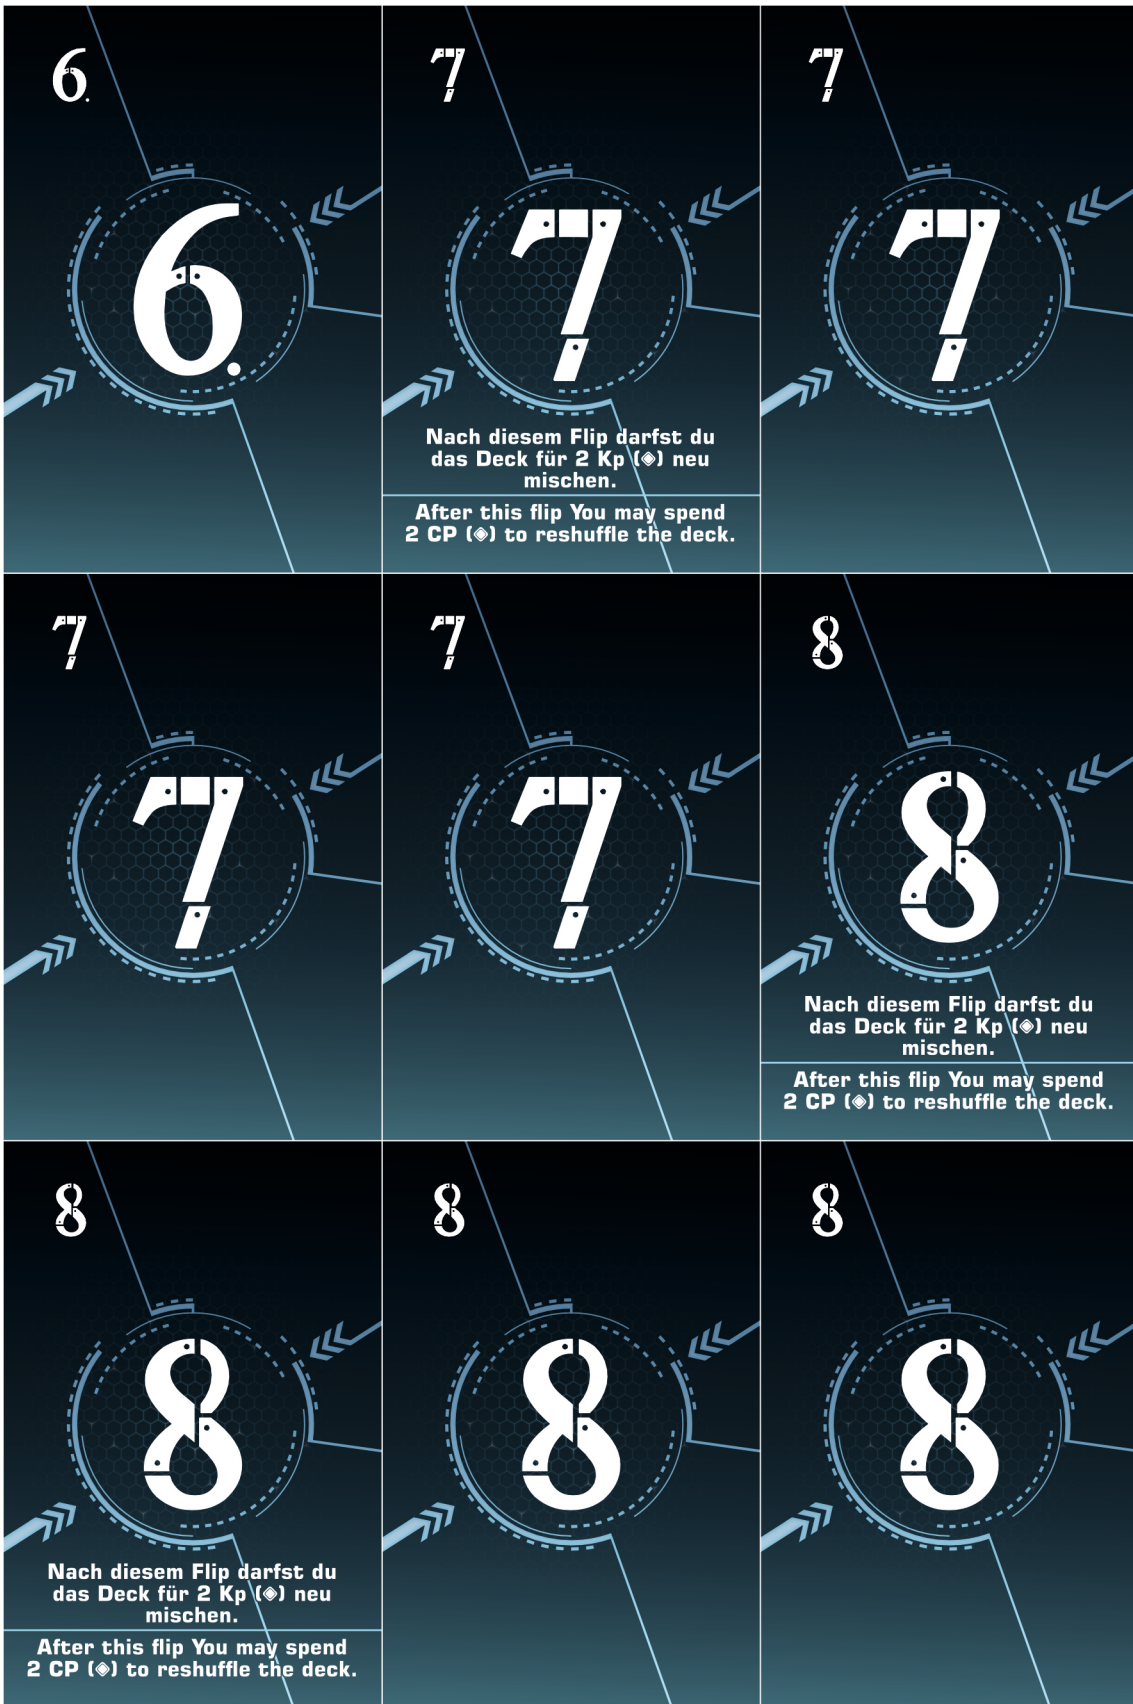 6.
6.
7
7
Nach diesem Flip darfst du
das Deck für 2 Kp (◈) neu
mischen.
After this flip You may spend
2 CP (◈) to reshuffle the deck.
7
7
7
7
7
7
8
8
Nach diesem Flip darfst du
das Deck für 2 Kp (◈) neu
mischen.
After this flip You may spend
2 CP (◈) to reshuffle the deck.
8
8
Nach diesem Flip darfst du
das Deck für 2 Kp (◈) neu
mischen.
After this flip You may spend
2 CP (◈) to reshuffle the deck.
8
8
8
8